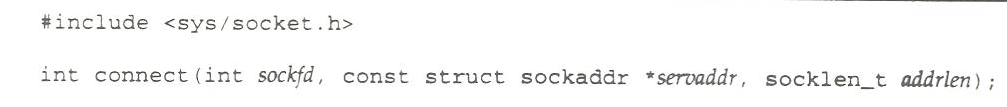 #include <sys/socket.h>
int connect(int sockfd, const struct sockaddr *servaddr, socklen_t addrlen);